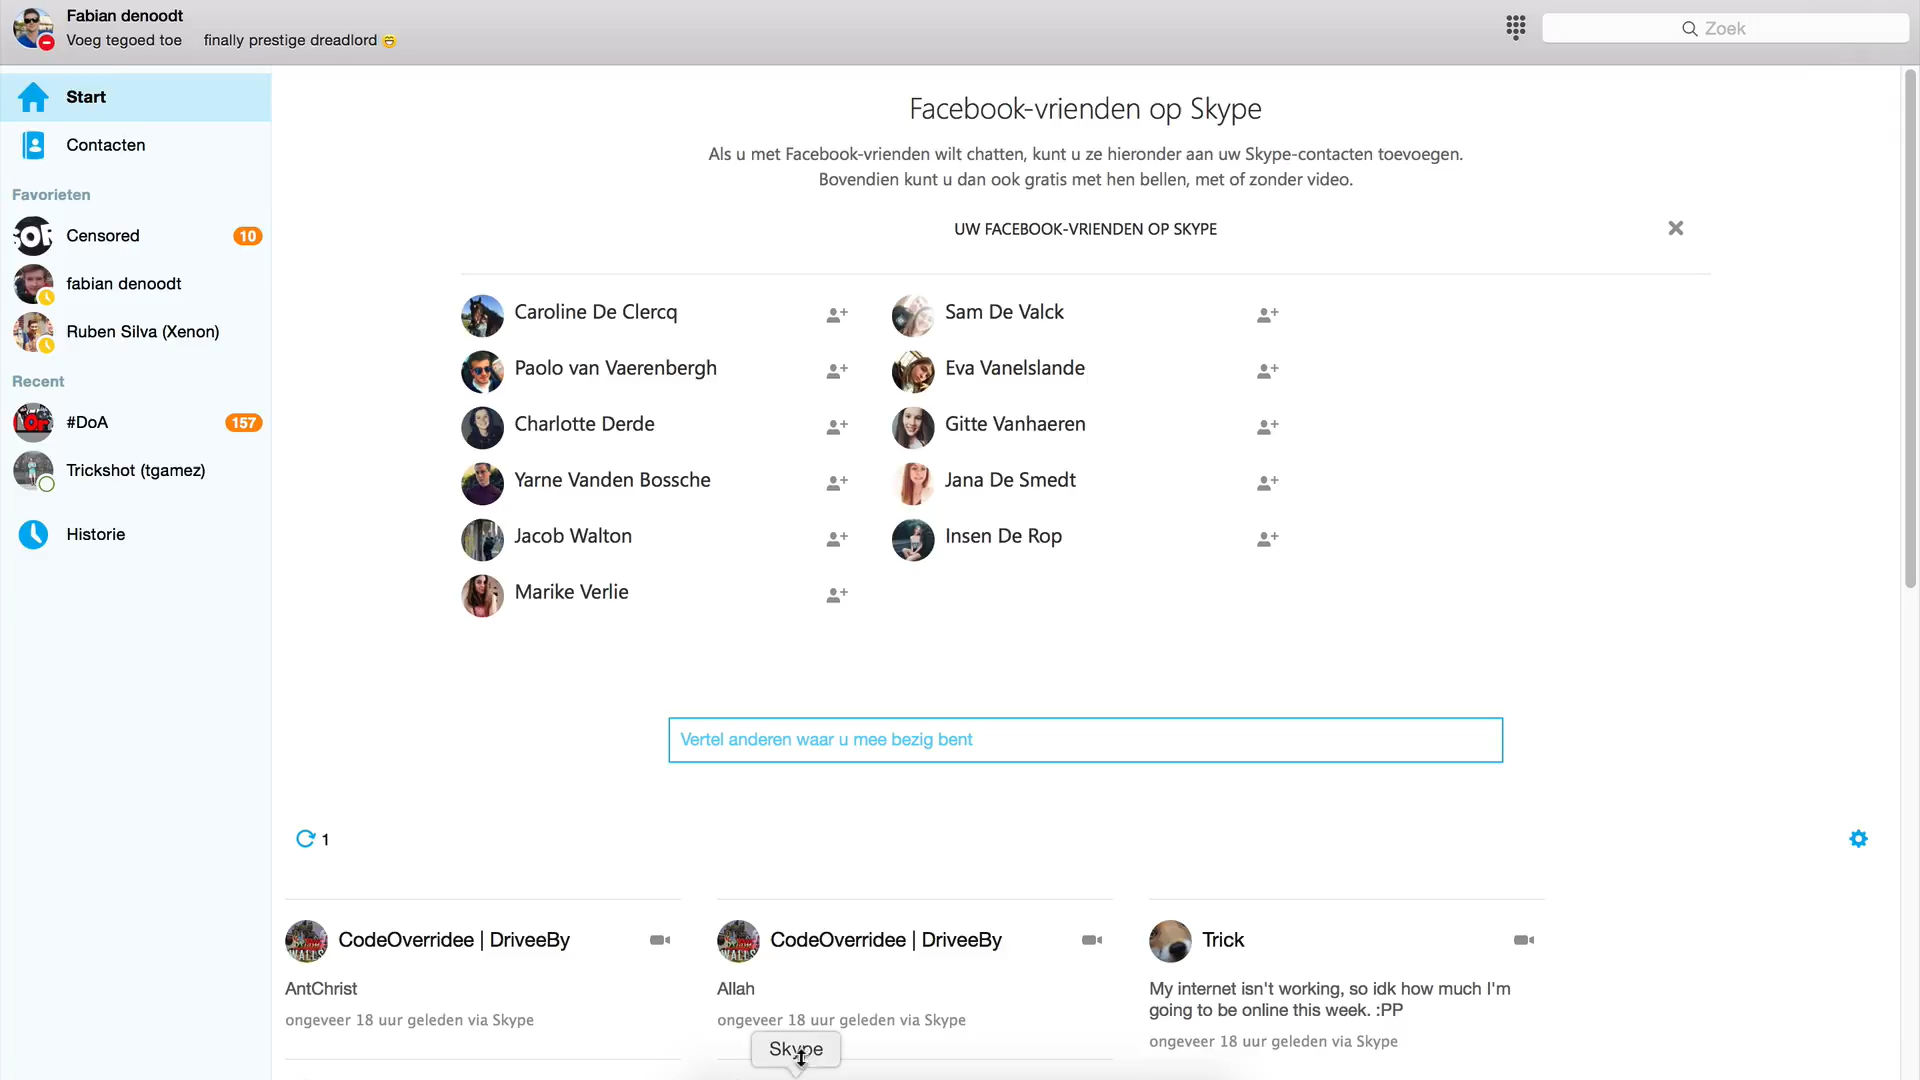 Fabian denoodt
Voeg tegoed toe finally prestige dreadlord
Zoek
Start
Contacten
Favorieten
Censored 10
fabian denoodt
Ruben Silva (Xenon)
Recent
#DoA 157
Trickshot (tgamez)
Historie
Facebook-vrienden op Skype
Als u met Facebook-vrienden wilt chatten, kunt u ze hieronder aan uw Skype-contacten toevoegen.
Bovendien kunt u dan ook gratis met hen bellen, met of zonder video.
UW FACEBOOK-VRIENDEN OP SKYPE
Caroline De Clercq
Sam De Valck
Paolo van Vaerenbergh
Eva Vanelslande
Charlotte Derde
Gitte Vanhaeren
Yarne Vanden Bossche
Jana De Smedt
Jacob Walton
Insen De Rop
Marike Verlie
Vertel anderen waar u mee bezig bent
1
CodeOverridee | DriveeBy
AntChrist
ongeveer 18 uur geleden via Skype
CodeOverridee | DriveeBy
Allah
ongeveer 18 uur geleden via Skype
Trick
My internet isn't working, so idk how much I'm
going to be online this week. :PP
ongeveer 18 uur geleden via Skype
Skype